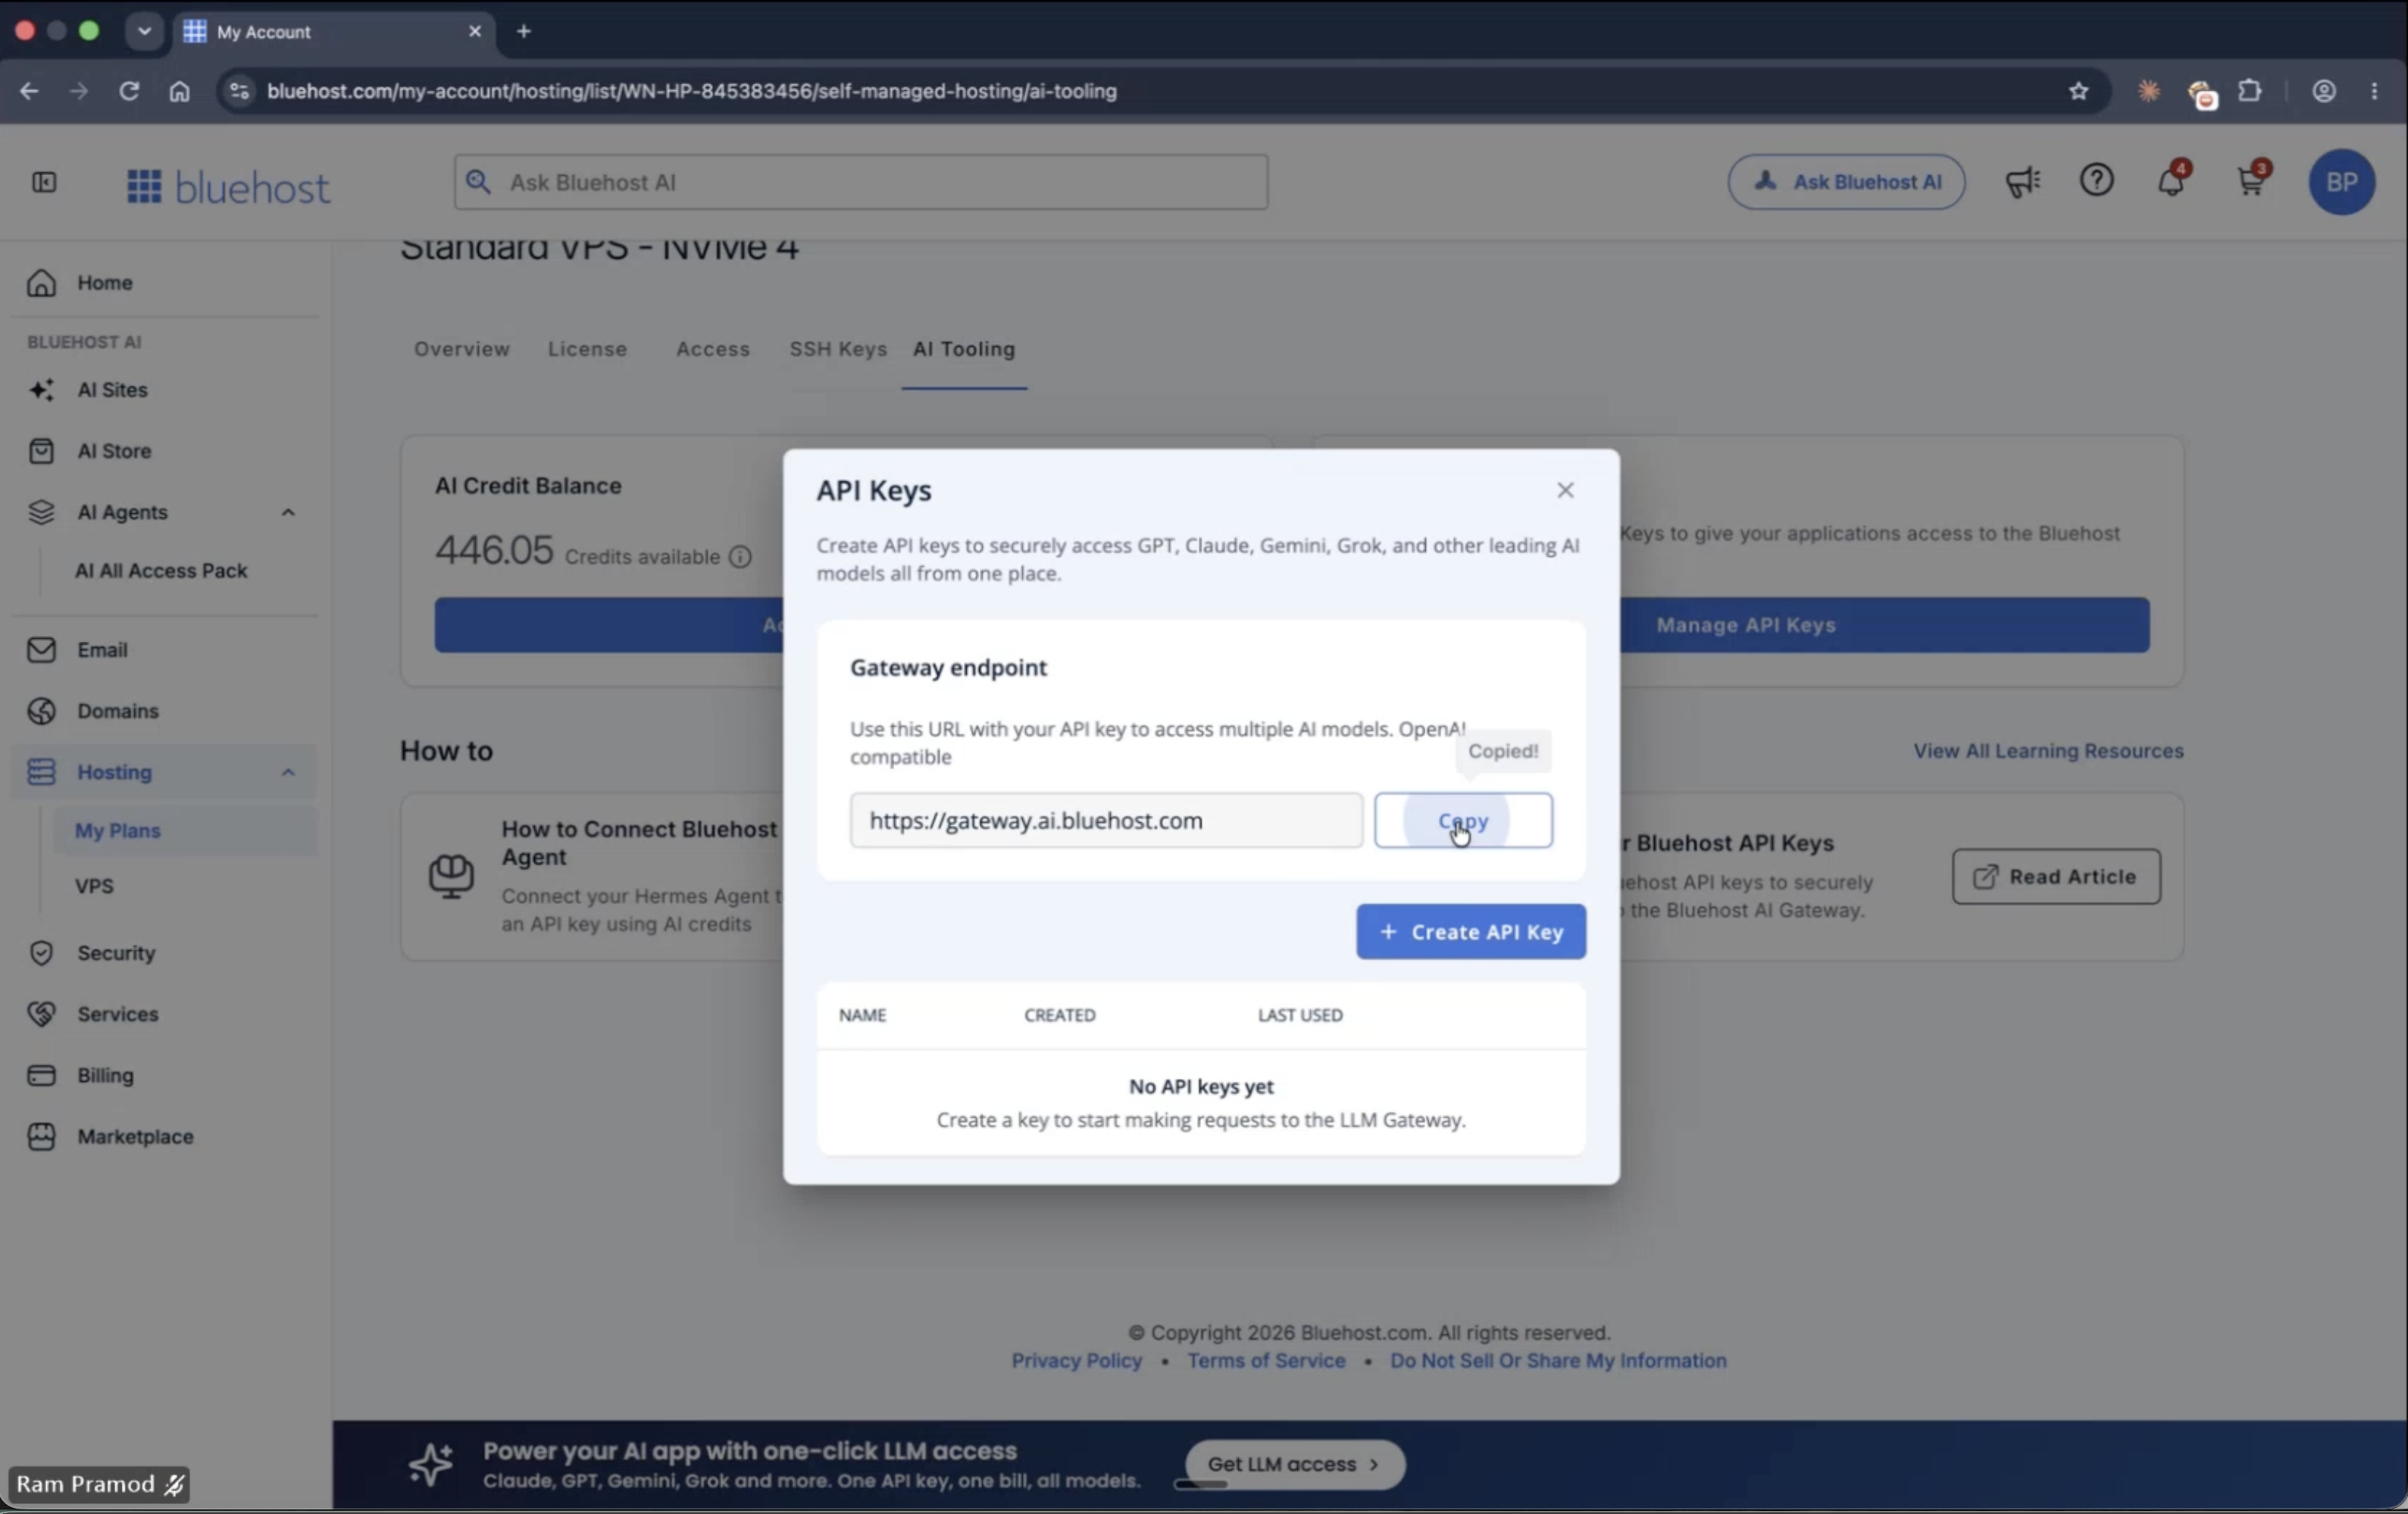 My Account
bluehost.com/my-account/hosting/list/WN-HP-845383456/self-managed-hosting/ai-tooling
bluehost
Ask Bluehost AI
Ask Bluehost AI
4
3
BP
Standard VPS - NVMe 4
Home
BLUEHOST AI
AI Sites
AI Store
AI Agents
AI All Access Pack
Email
Domains
Hosting
My Plans
VPS
Security
Services
Billing
Marketplace
Overview
License
Access
SSH Keys
AI Tooling
AI Credit Balance
446.05 Credits available
Keys to give your applications access to the Bluehost
Manage API Keys
How to
View All Learning Resources
How to Connect Bluehost
Agent
Connect your Hermes Agent t
an API key using AI credits
r Bluehost API Keys
ehost API keys to securely
the Bluehost AI Gateway.
Read Article
API Keys
Create API keys to securely access GPT, Claude, Gemini, Grok, and other leading AI
models all from one place.
Gateway endpoint
Use this URL with your API key to access multiple AI models. OpenAI
compatible
Copied!
https://gateway.ai.bluehost.com
Copy
+ Create API Key
NAME
CREATED
LAST USED
No API keys yet
Create a key to start making requests to the LLM Gateway.
© Copyright 2026 Bluehost.com. All rights reserved.
Privacy Policy • Terms of Service • Do Not Sell Or Share My Information
Power your AI app with one-click LLM access
Claude, GPT, Gemini, Grok and more. One API key, one bill, all models.
Get LLM access
Ram Pramod